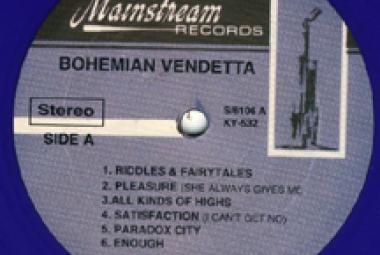 Mainstream
RECORDS
BOHEMIAN VENDETTA
Stereo
S/6106 A
KY-532
SIDE A
1. RIDDLES & FAIRYTALES
2. PLEASURE (SHE ALWAYS GIVES ME
3.ALL KINDS OF HIGHS
4. SATISFACTION (I CAN'T GET NO)
5. PARADOX CITY
6. ENOUGH